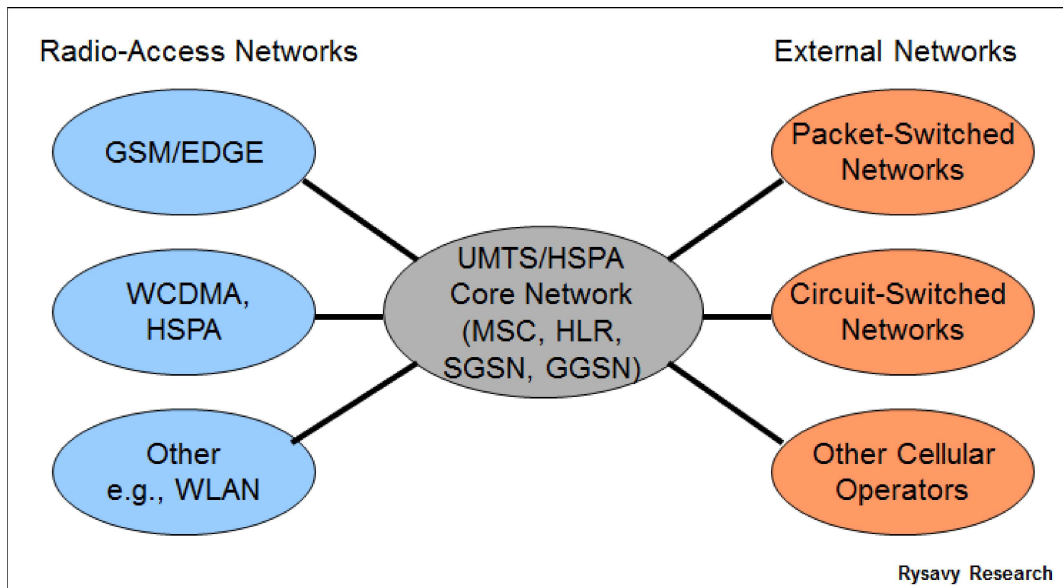 Radio-Access Networks
External Networks
GSM/EDGE
Packet-Switched
Networks
UMTS/HSPA
Core Network
(MSC, HLR,
SGSN, GGSN)
WCDMA,
HSPA
Circuit-Switched
Networks
Other
e.g., WLAN
Other Cellular
Operators
Rysavy Research